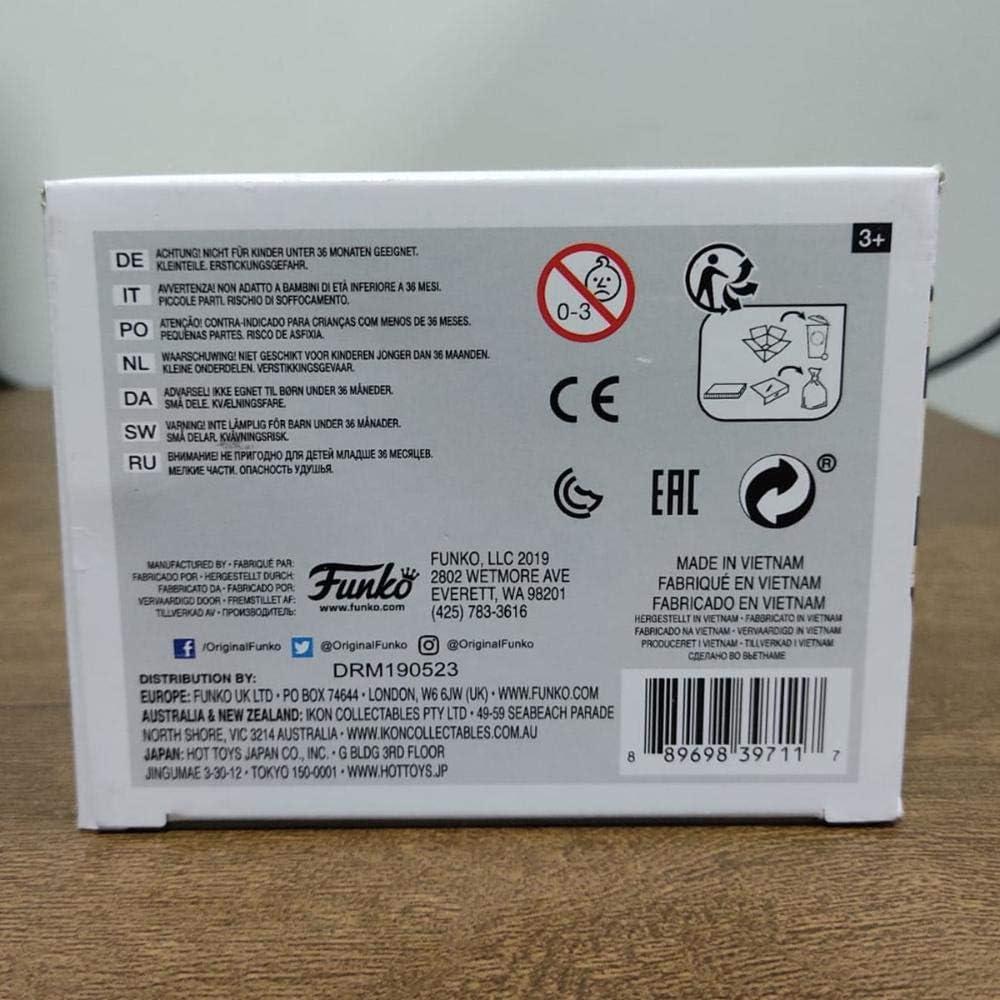 3+
DE ACHTUNG! NICHT FÜR KINDER UNTER 36 MONATEN GEEIGNET.
KLEINTEILE. ERSTICKUNGSGEFAHR.
IT AVVERTENZA! NON ADATTO A BAMBINI DI ETÀ INFERIORE A 36 MESI.
PICCOLE PARTI. RISCHIO DI SOFFOCAMENTO.
PO ATENÇÃO! CONTRA-INDICADO PARA CRIANÇAS COM MENOS DE 36 MESES.
PEQUENAS PARTES. RISCO DE ASFIXIA.
NL WAARSCHUWING! NIET GESCHIKT VOOR KINDEREN JONGER DAN 36 MAANDEN.
KLEINE ONDERDELEN. VERSTIKKINGSGEVAAR.
DA ADVARSEL! IKKE EGNET TIL BØRN UNDER 36 MÅNEDER.
SMÅ DELE. KVÆLNINGSFARE.
SW VARNING! INTE LÄMPLIG FÖR BARN UNDER 36 MÅNADER.
SMÅ DELAR. KVÄVNINGSRISK.
RU ВНИМАНИЕ! НЕ ПРИГОДНО ДЛЯ ДЕТЕЙ МЛАДШЕ 36 МЕСЯЦЕВ.
МЕЛКИЕ ЧАСТИ. ОПАСНОСТЬ УДУШЬЯ.
0-3
CE
EAC
®
MANUFACTURED BY • FABRIQUÉ PAR:
FABRICADO POR • HERGESTELLT DURCH:
FABBRICATO DA • FABRICADO POR:
VERVAARDIGD DOOR • FREMSTILLET AF:
TILLVERKAD AV • ПРОИЗВОДИТЕЛЬ:
Funko
www.funko.com
FUNKO, LLC 2019
2802 WETMORE AVE
EVERETT, WA 98201
(425) 783-3616
/OriginalFunko @OriginalFunko @OriginalFunko
DRM190523
DISTRIBUTION BY:
EUROPE: FUNKO UK LTD • PO BOX 74644 • LONDON, W6 6JW (UK) • WWW.FUNKO.COM
AUSTRALIA & NEW ZEALAND: IKON COLLECTABLES PTY LTD • 49-59 SEABEACH PARADE
NORTH SHORE, VIC 3214 AUSTRALIA • WWW.IKONCOLLECTABLES.COM.AU
JAPAN: HOT TOYS JAPAN CO., INC. • G BLDG 3RD FLOOR
JINGUMAE 3-30-12 • TOKYO 150-0001 • WWW.HOTTOYS.JP
MADE IN VIETNAM
FABRIQUÉ EN VIETNAM
FABRICADO EN VIETNAM
HERGESTELLT IN VIETNAM • FABBRICATO IN VIETNAM
FABRICADO NA VIETNAM • VERVAARDIGD IN VIETNAM
PRODUCERET I VIETNAM • TILLVERKAD I VIETNAM
СДЕЛАНО ВО ВЬЕТНАМЕ
8 89698 39711 7